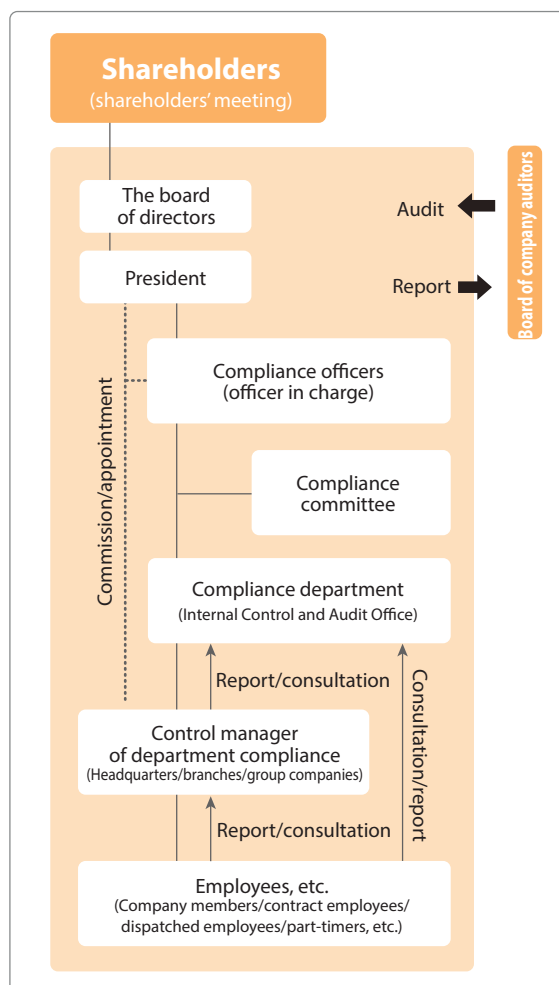 Shareholders
(shareholders' meeting)
The board
of directors
Audit
Board of company auditors
President
Report
Compliance officers
(officer in charge)
Commission/appointment
Compliance
committee
Compliance department
(Internal Control and Audit Office)
Report/consultation
Consultation/report
Control manager
of department compliance
(Headquarters/branches/group companies)
Report/consultation
Employees, etc.
(Company members/contract employees/
dispatched employees/part-timers, etc.)